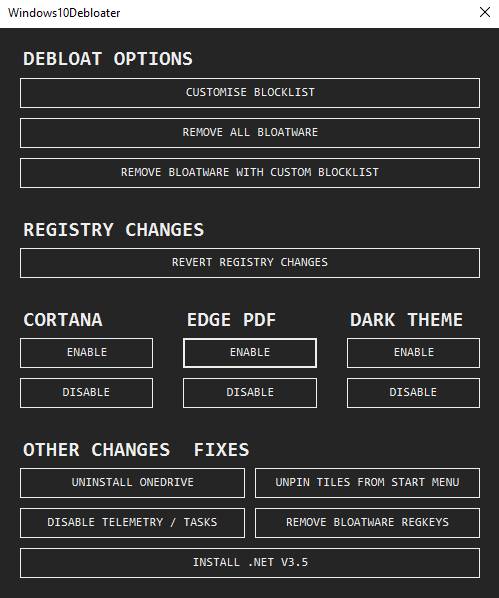 Windows10Debloater
DEBLOAT OPTIONS
CUSTOMISE BLOCKLIST
REMOVE ALL BLOATWARE
REMOVE BLOATWARE WITH CUSTOM BLOCKLIST
REGISTRY CHANGES
REVERT REGISTRY CHANGES
CORTANA EDGE PDF DARK THEME
ENABLE ENABLE ENABLE
DISABLE DISABLE DISABLE
OTHER CHANGES FIXES
UNINSTALL ONEDRIVE UNPIN TILES FROM START MENU
DISABLE TELEMETRY / TASKS REMOVE BLOATWARE REGKEYS
INSTALL .NET V3.5